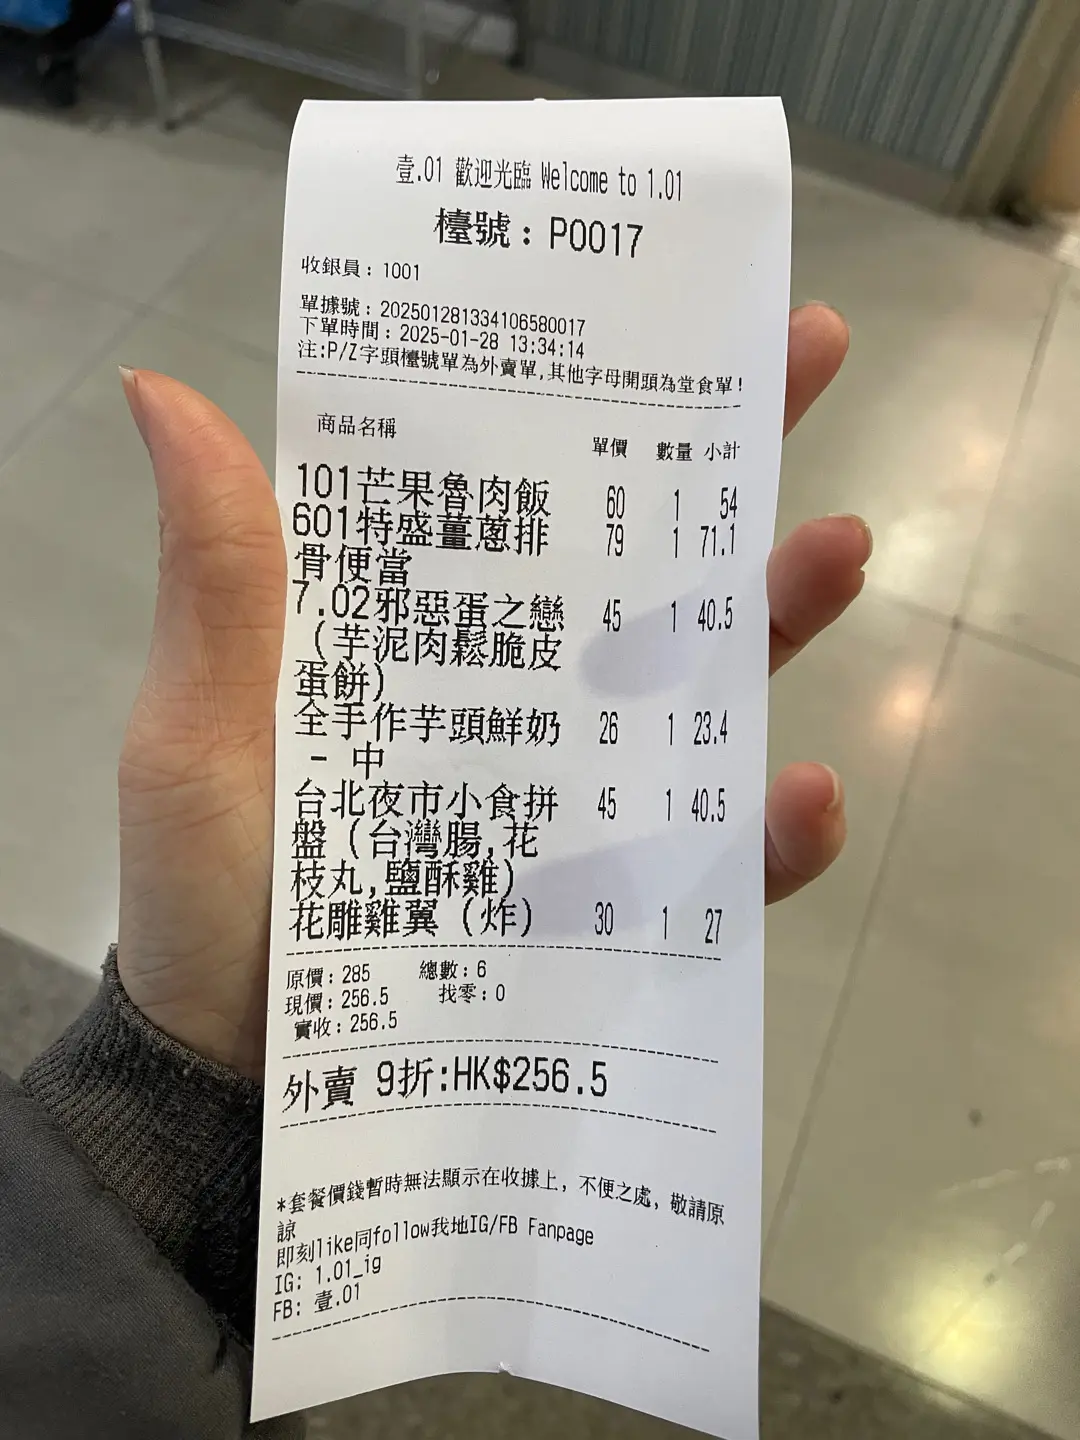 壹.01 歡迎光臨 Welcome to 1.01
檯號：P0017
收銀員：1001
單據號：202501281334106580017
下單時間：2025-01-28 13:34:14
注:P/Z字頭檯號單為外賣單,其他字母開頭為堂食單!
商品名稱 單價 數量 小計
101芒果魯肉飯 60 1 54
601特盛薑蔥排 79 1 71.1
骨便當
7.02邪惡蛋之戀 45 1 40.5
（芋泥肉鬆脆皮
蛋餅)
全手作芋頭鮮奶 26 1 23.4
- 中
台北夜市小食拼 45 1 40.5
盤（台灣腸,花
枝丸,鹽酥雞）
花雕雞翼（炸） 30 1 27
原價：285 總數：6
現價：256.5 找零：0
實收：256.5
外賣 9折:HK$256.5
*套餐價錢暫時無法顯示在收據上，不便之處，敬請原
諒
即刻like同follow我地IG/FB Fanpage
IG: 1.01_ig
FB: 壹.01